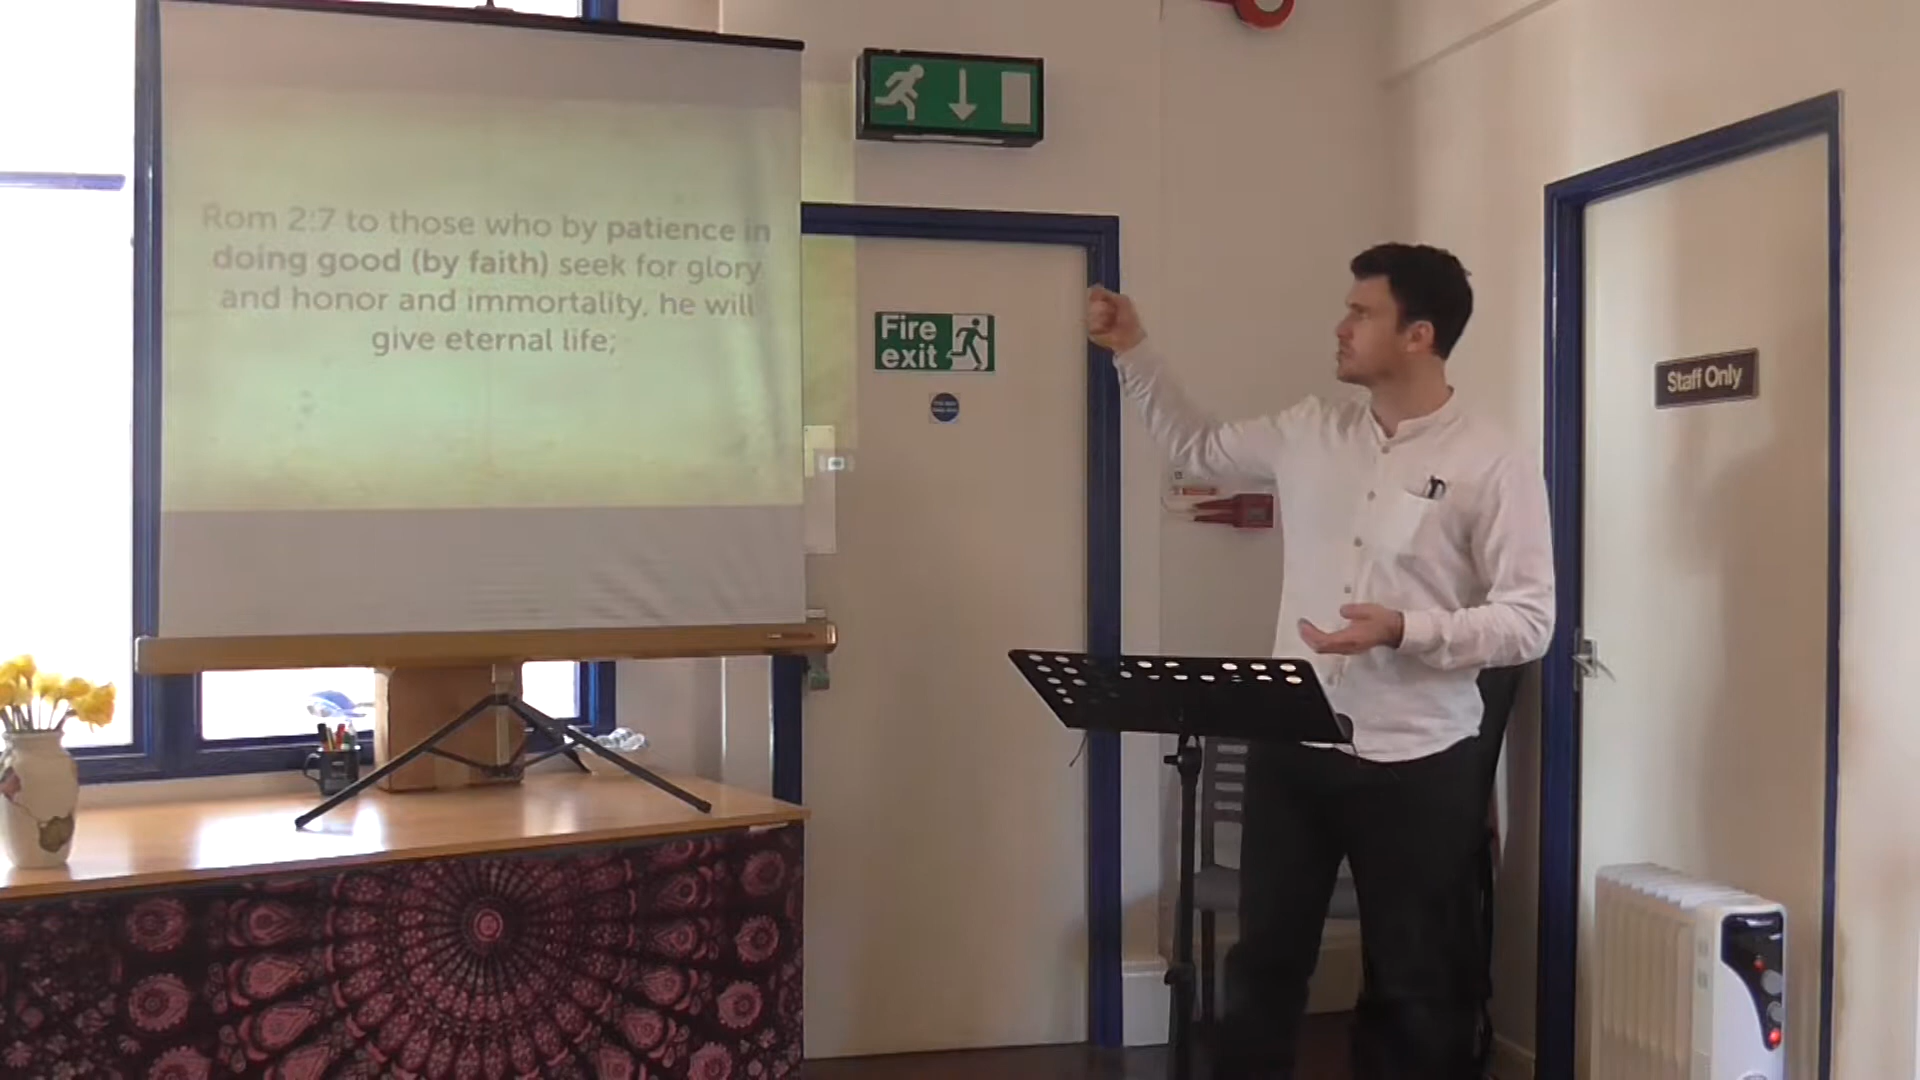 Rom 2:7 to those who by patience in
doing good (by faith) seek for glory
and honor and immortality, he will
give eternal life;
Fire
exit
Staff Only